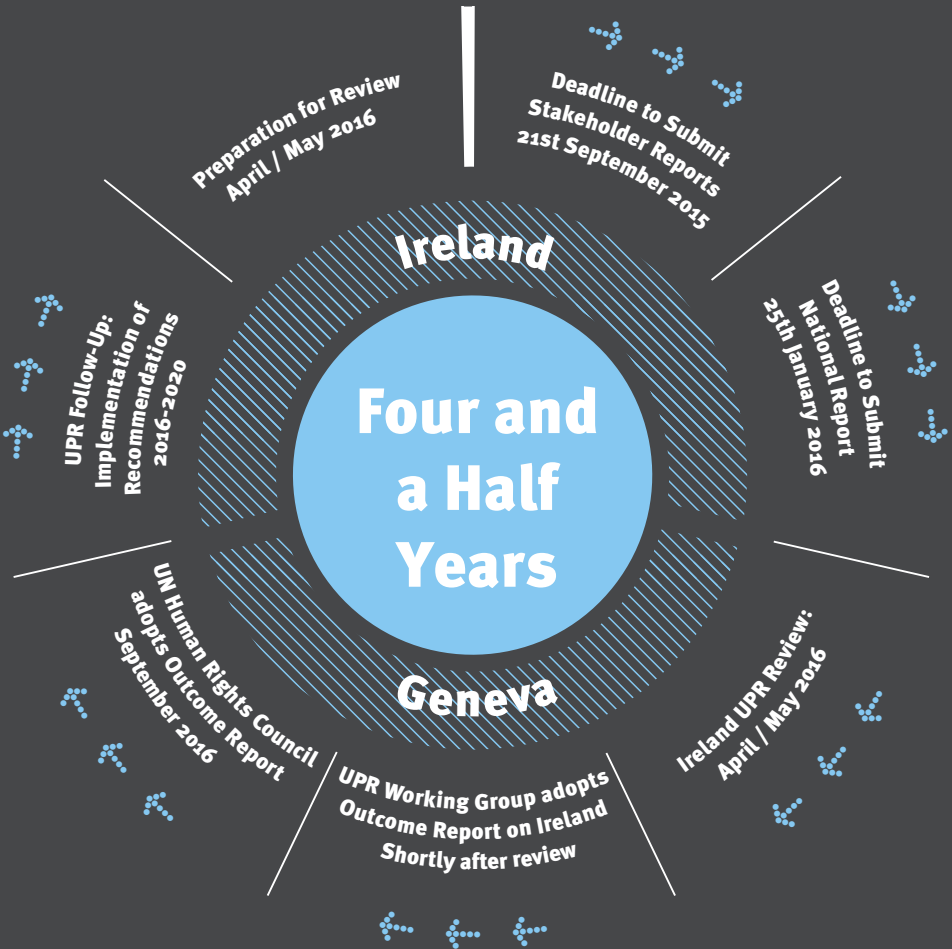 Deadline to Submit
Stakeholder Reports
21st September 2015
Deadline to Submit
National Report
25th January 2016
Ireland UPR Review:
April / May 2016
UPR Working Group adopts
Outcome Report on Ireland
Shortly after review
UN Human Rights Council
adopts Outcome Report
September 2016
UPR Follow-Up:
Implementation of
Recommendations
2016-2020
Preparation for Review
April / May 2016
Ireland
Four and
a Half
Years
Geneva